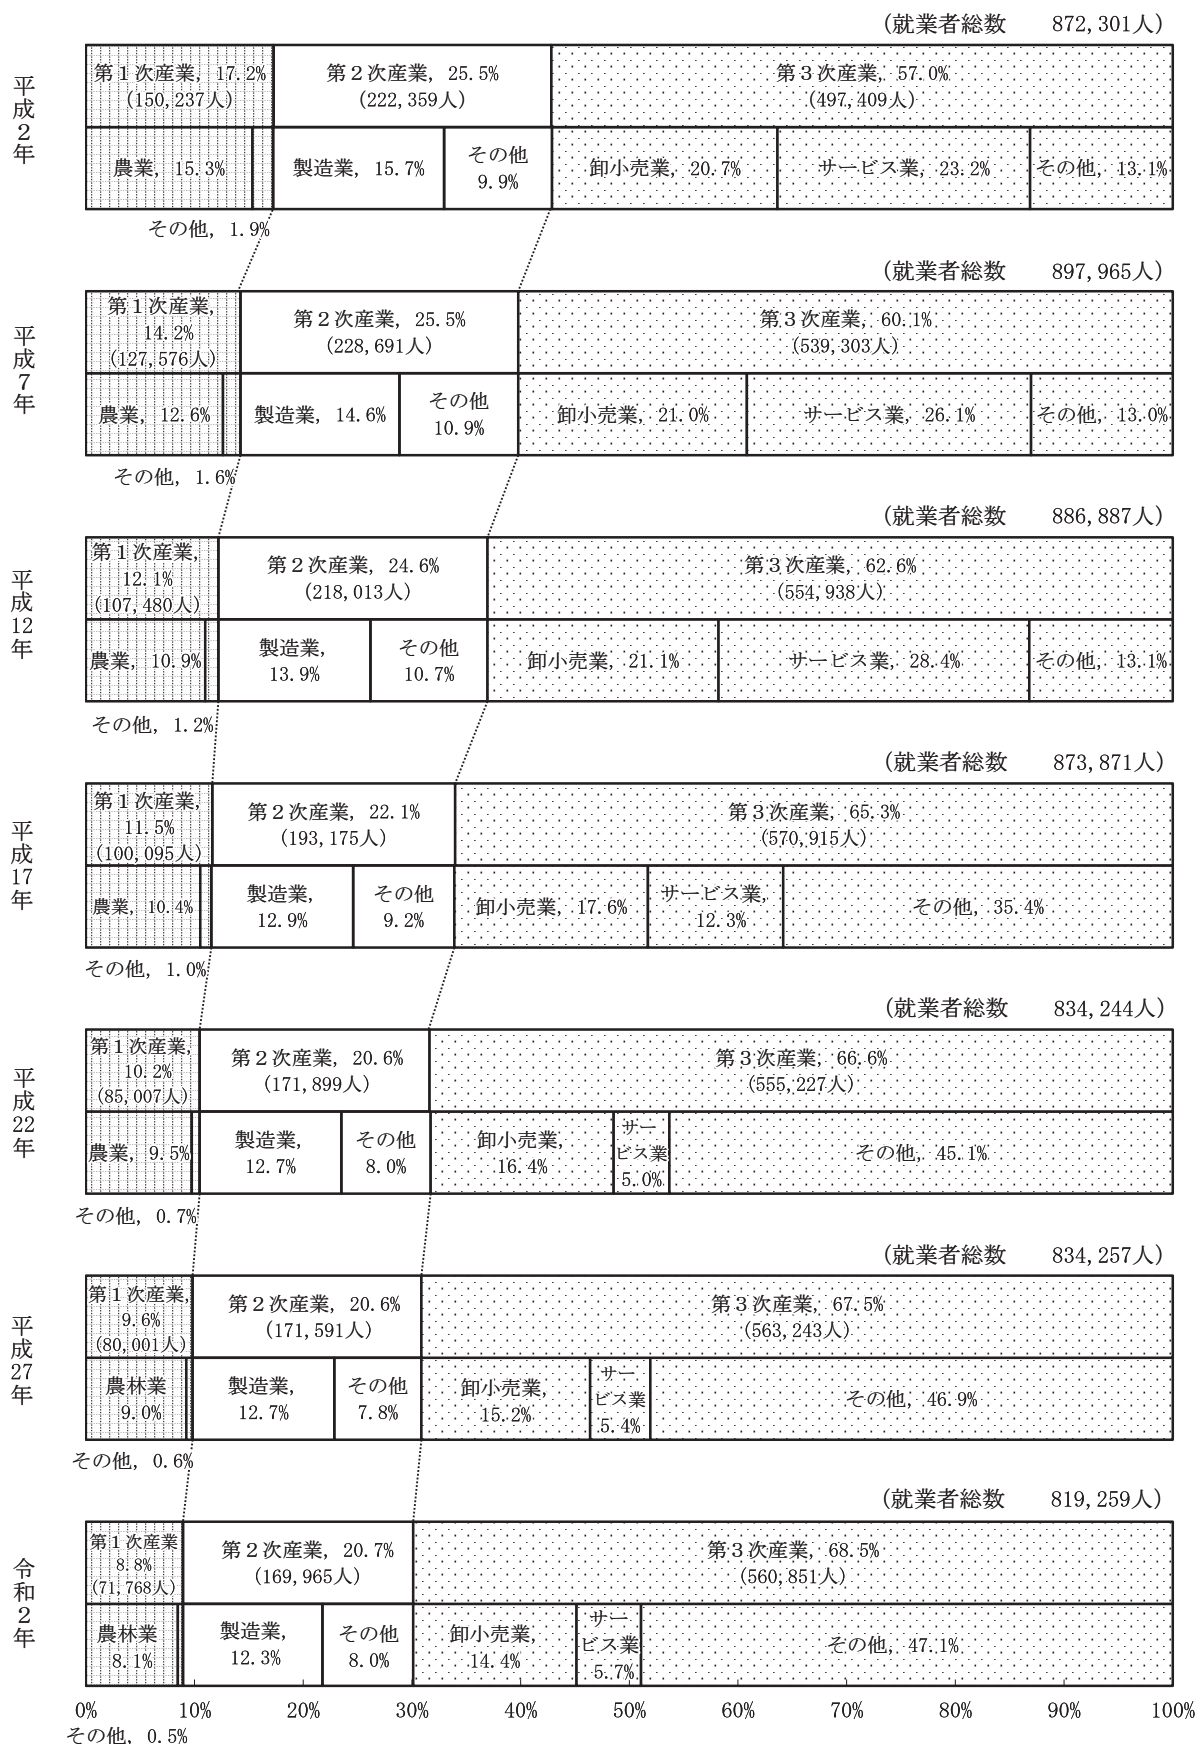 (就業者総数　872,301人)
平成2年
第1次産業, 17.2%
(150,237人)
第2次産業, 25.5%
(222,359人)
第3次産業, 57.0%
(497,409人)
農業, 15.3%
製造業, 15.7%
その他
9.9%
卸小売業, 20.7%
サービス業, 23.2%
その他, 13.1%
その他, 1.9%
(就業者総数　897,965人)
平成7年
第1次産業,
14.2%
(127,576人)
第2次産業, 25.5%
(228,691人)
第3次産業, 60.1%
(539,303人)
農業, 12.6%
製造業, 14.6%
その他
10.9%
卸小売業, 21.0%
サービス業, 26.1%
その他, 13.0%
その他, 1.6%
(就業者総数　886,887人)
平成12年
第1次産業,
12.1%
(107,480人)
第2次産業, 24.6%
(218,013人)
第3次産業, 62.6%
(554,938人)
農業, 10.9%
製造業,
13.9%
その他
10.7%
卸小売業, 21.1%
サービス業, 28.4%
その他, 13.1%
その他, 1.2%
(就業者総数　873,871人)
平成17年
第1次産業,
11.5%
(100,095人)
第2次産業, 22.1%
(193,175人)
第3次産業, 65.3%
(570,915人)
農業, 10.4%
製造業,
12.9%
その他
9.2%
卸小売業, 17.6%
サービス業,
12.3%
その他, 35.4%
その他, 1.0%
(就業者総数　834,244人)
平成22年
第1次産業,
10.2%
(85,007人)
第2次産業, 20.6%
(171,899人)
第3次産業, 66.6%
(555,227人)
農業, 9.5%
製造業,
12.7%
その他
8.0%
卸小売業,
16.4%
サー
ビス業
5.0%
その他, 45.1%
その他, 0.7%
(就業者総数　834,257人)
平成27年
第1次産業,
9.6%
(80,001人)
第2次産業, 20.6%
(171,591人)
第3次産業, 67.5%
(563,243人)
農林業
9.0%
製造業,
12.7%
その他
7.8%
卸小売業,
15.2%
サー
ビス業
5.4%
その他, 46.9%
その他, 0.6%
(就業者総数　819,259人)
令和2年
第1次産業
8.8%
(71,768人)
第2次産業, 20.7%
(169,965人)
第3次産業, 68.5%
(560,851人)
農林業
8.1%
製造業,
12.3%
その他
8.0%
卸小売業,
14.4%
サー
ビス業
5.7%
その他, 47.1%
0% 10% 20% 30% 40% 50% 60% 70% 80% 90% 100%
その他, 0.5%